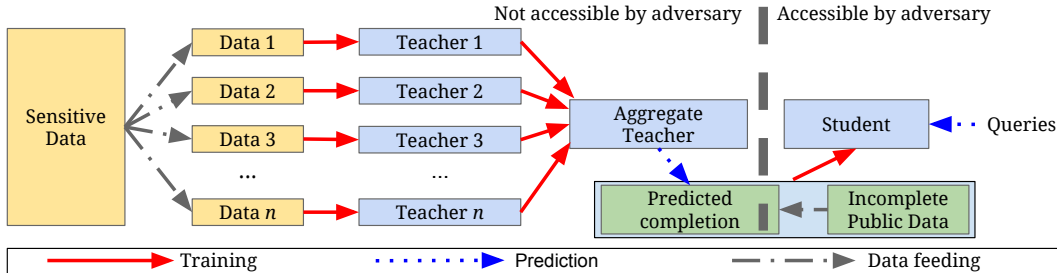 Not accessible by adversary
Accessible by adversary
Sensitive
Data
Data 1
Teacher 1
Data 2
Teacher 2
Data 3
Teacher 3
...
...
Data n
Teacher n
Aggregate
Teacher
Student
Queries
Predicted
completion
Incomplete
Public Data
Training
Prediction
Data feeding